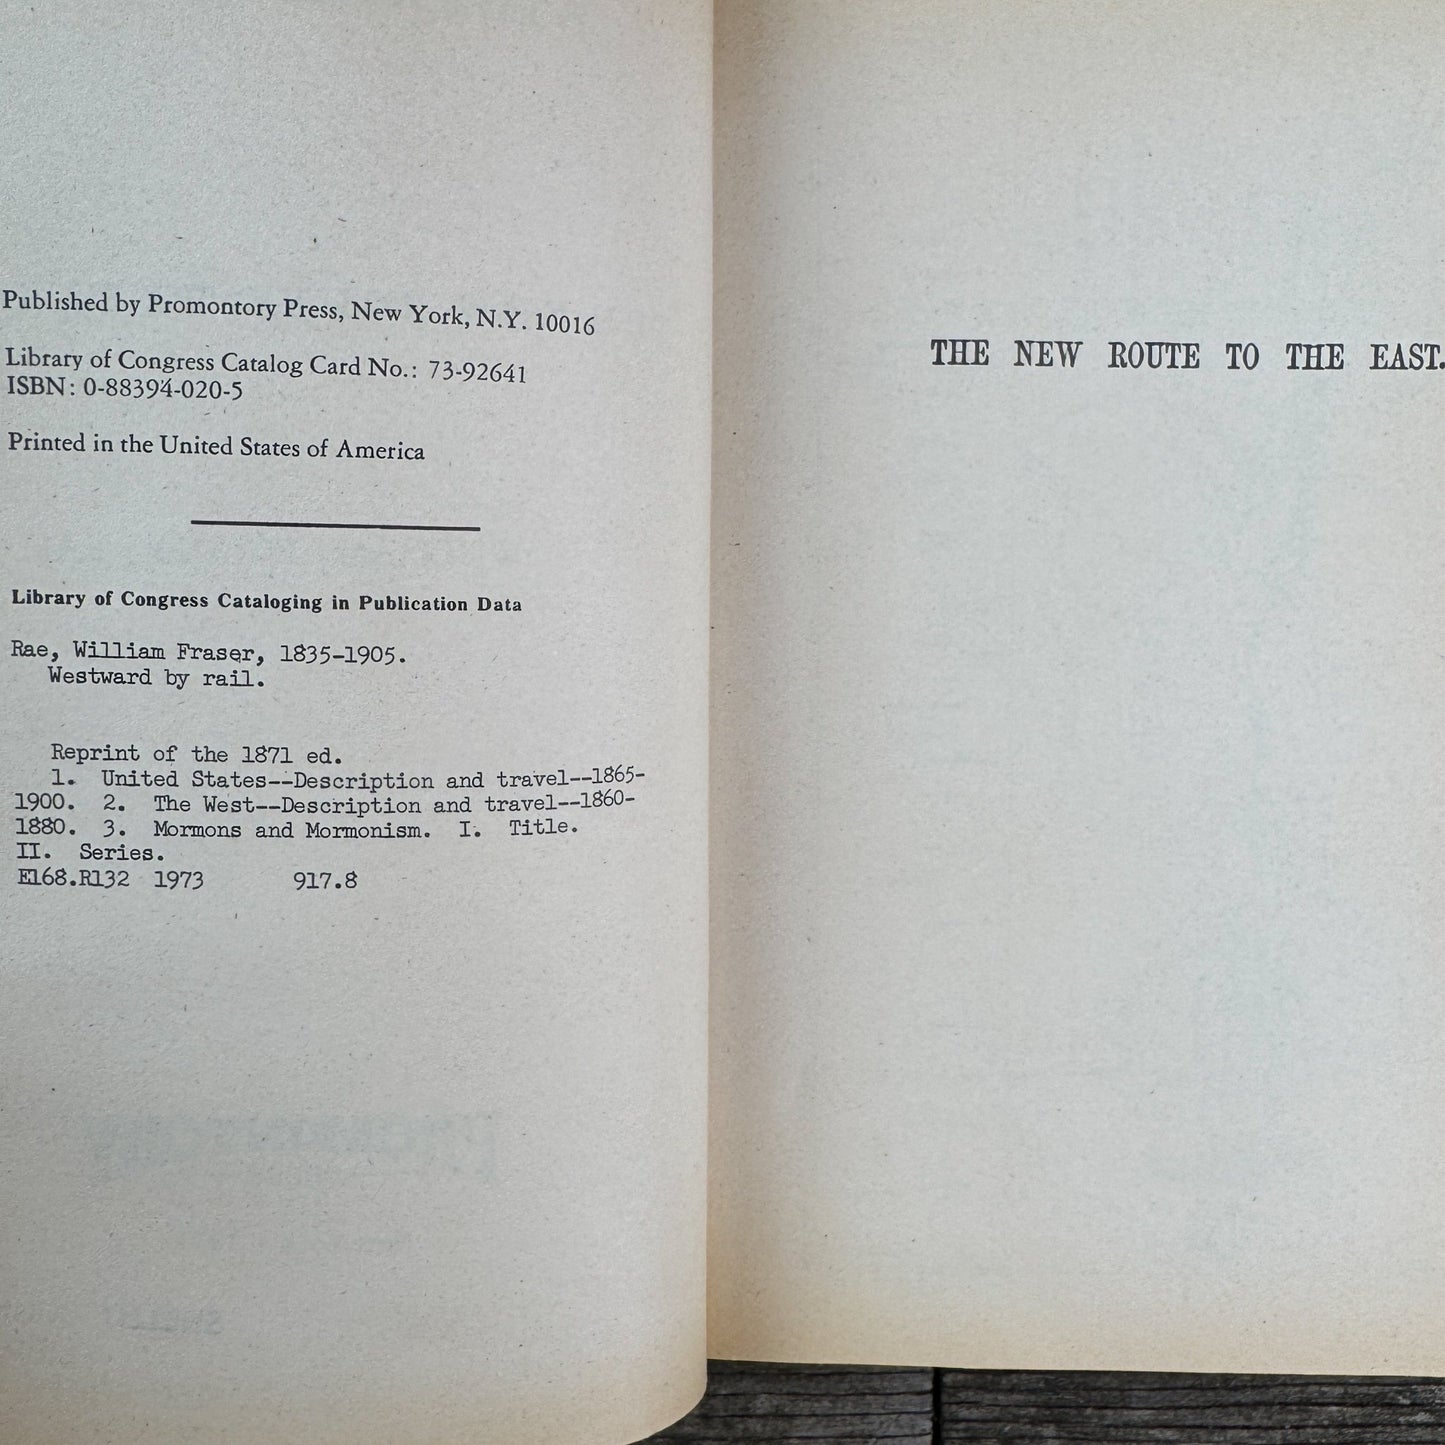 Published by Promontory Press, New York, N.Y. 10016
Library of Congress Catalog Card No.: 73-92641
ISBN: 0-88394-020-5
Printed in the United States of America
Library of Congress Cataloging in Publication Data
Rae, William Fraser, 1835-1905.
Westward by rail.
Reprint of the 1871 ed.
1. United States--Description and travel--1865-
1900. 2. The West--Description and travel--1860-
1880. 3. Mormons and Mormonism. I. Title.
II. Series.
E168.R132 1973 917.8
THE NEW ROUTE TO THE EAST.